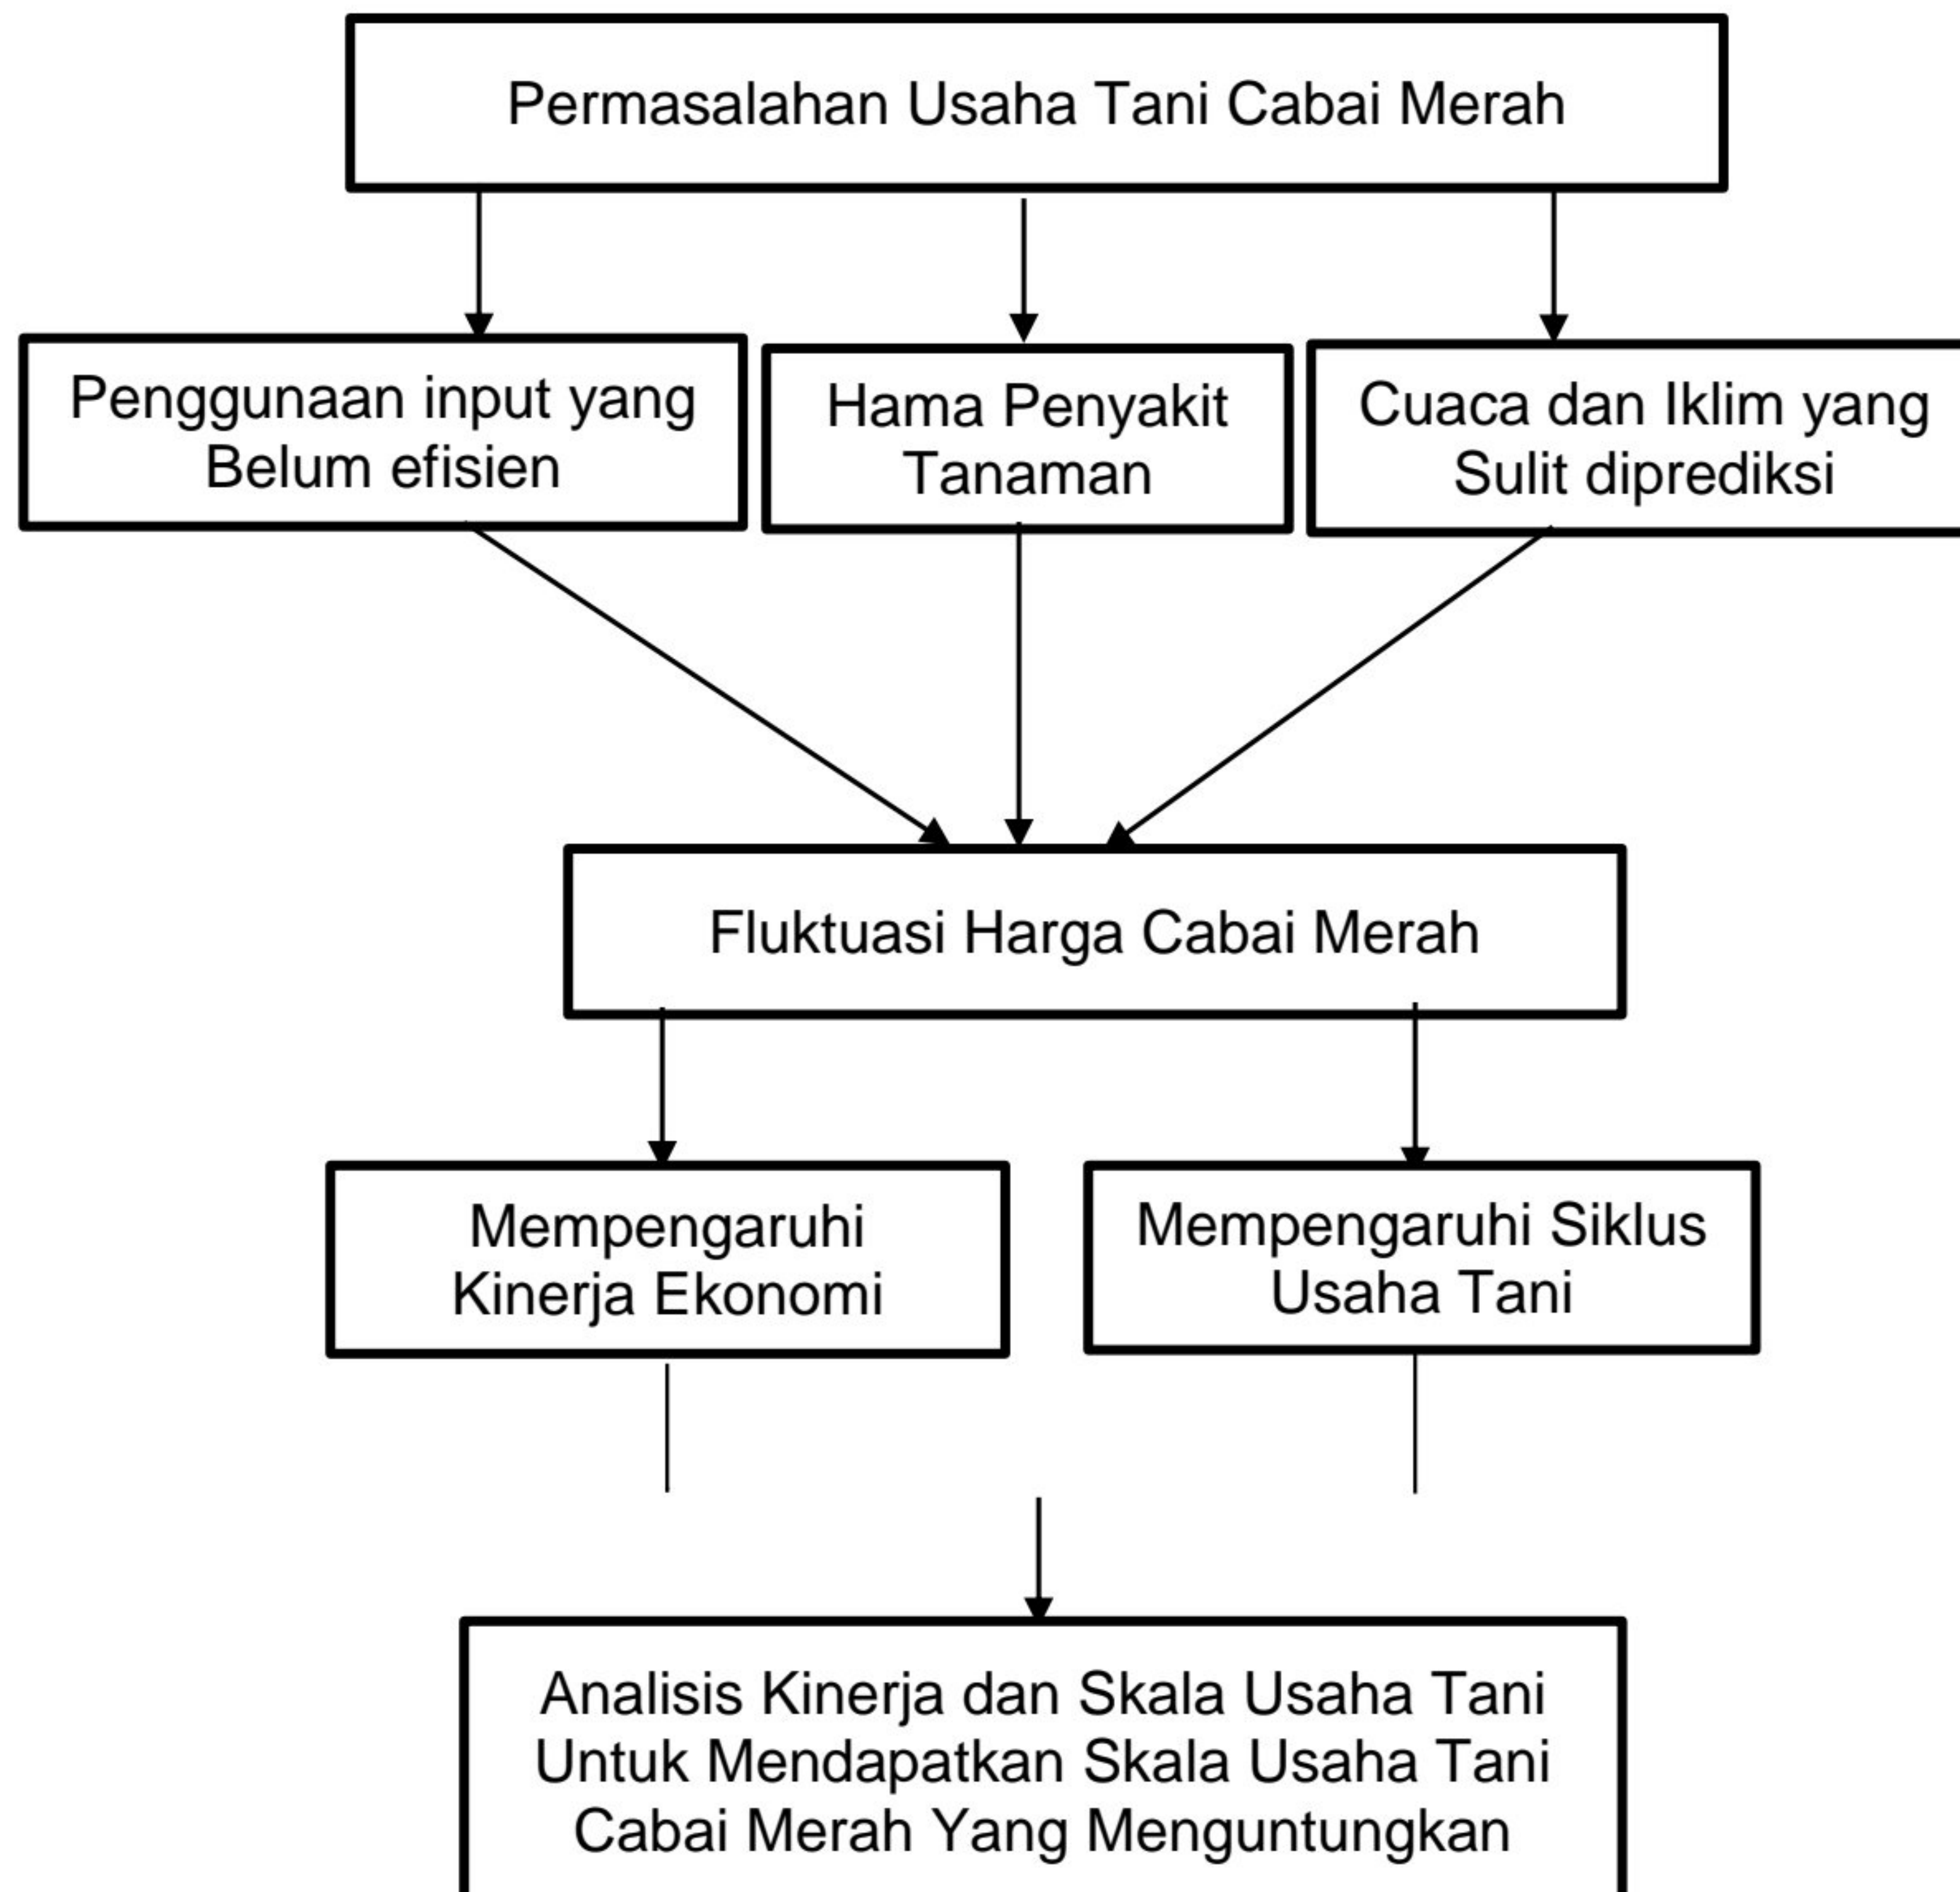 Permasalahan Usaha Tani Cabai Merah
Penggunaan input yang
Belum efisien
Hama Penyakit
Tanaman
Cuaca dan Iklim yang
Sulit diprediksi
Fluktuasi Harga Cabai Merah
Mempengaruhi
Kinerja Ekonomi
Mempengaruhi Siklus
Usaha Tani
Analisis Kinerja dan Skala Usaha Tani
Untuk Mendapatkan Skala Usaha Tani
Cabai Merah Yang Menguntungkan